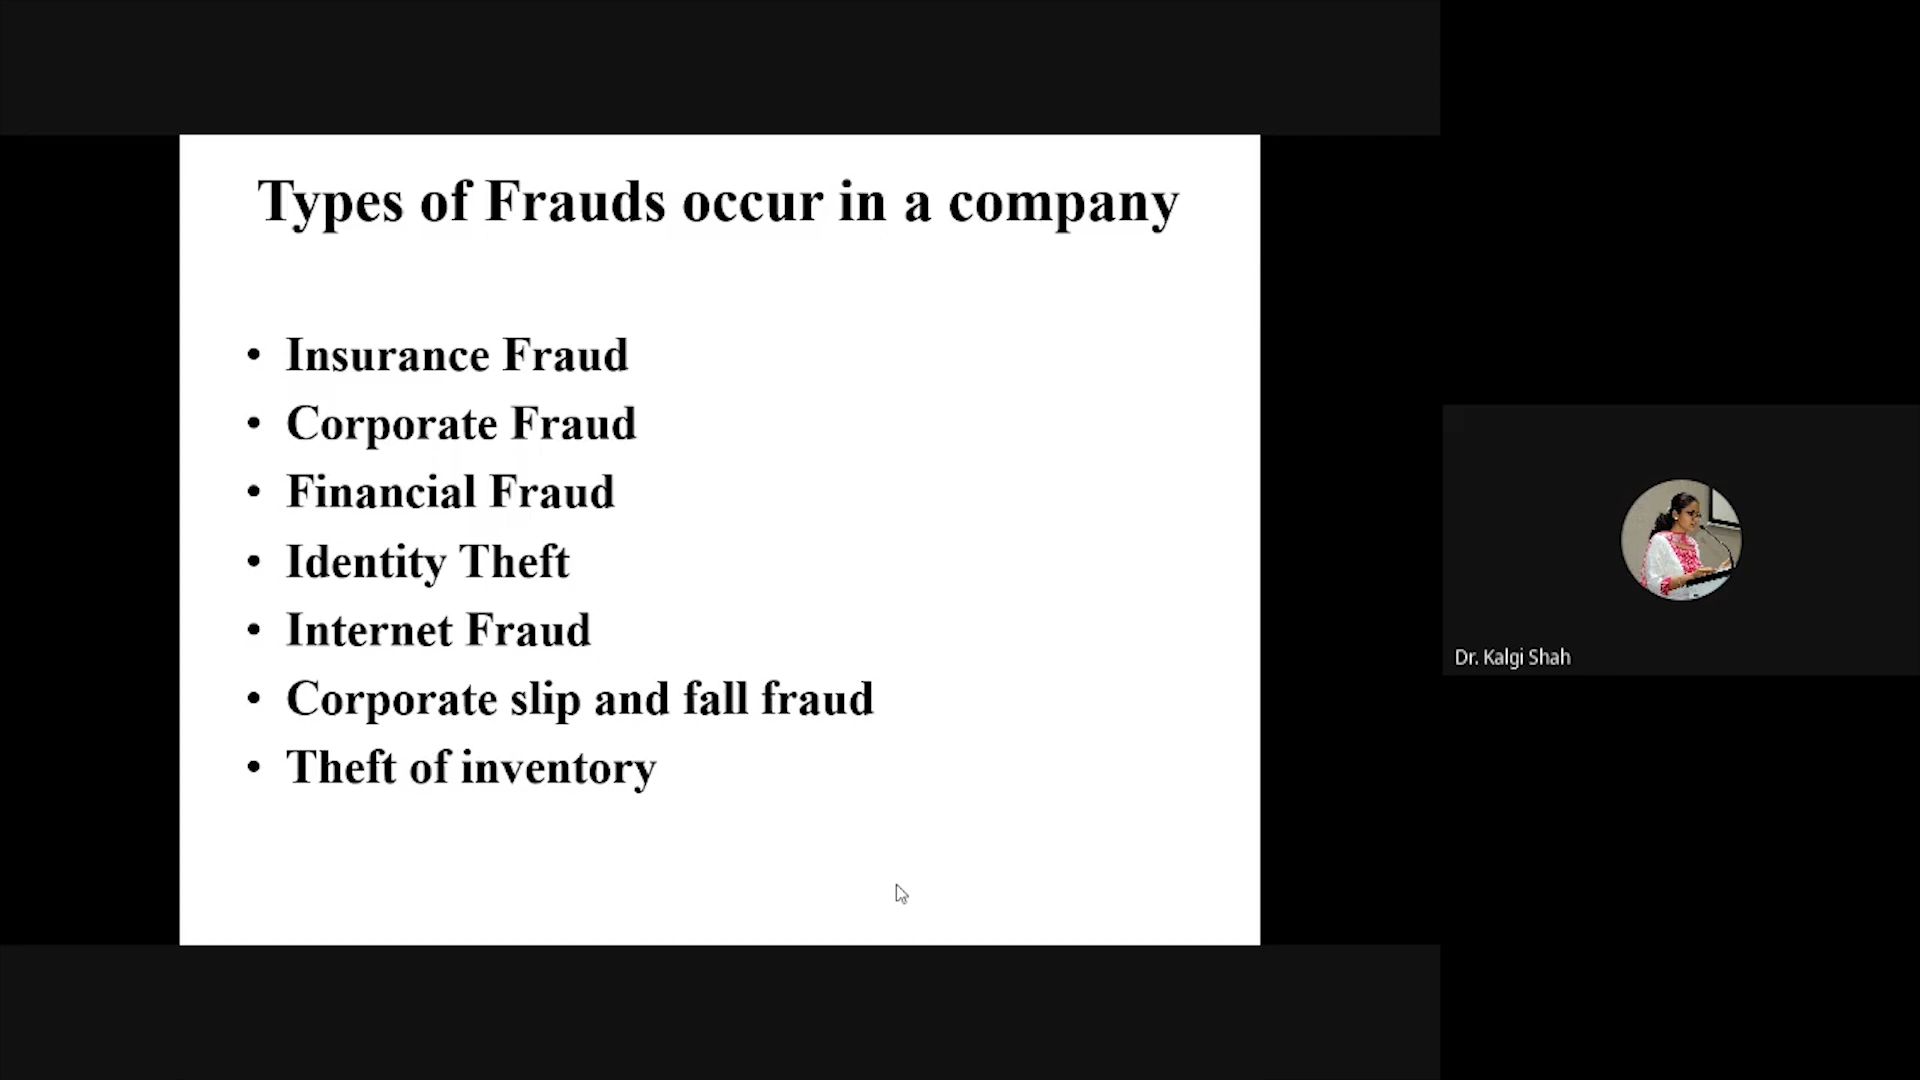 Types of Frauds occur in a company
• Insurance Fraud
• Corporate Fraud
• Financial Fraud
• Identity Theft
• Internet Fraud
• Corporate slip and fall fraud
• Theft of inventory
Dr. Kalgi Shah